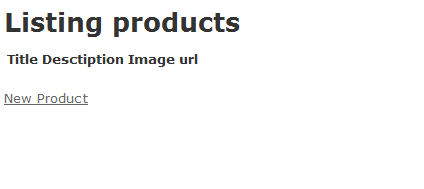 Listing products
Title Desctiption Image url
New Product